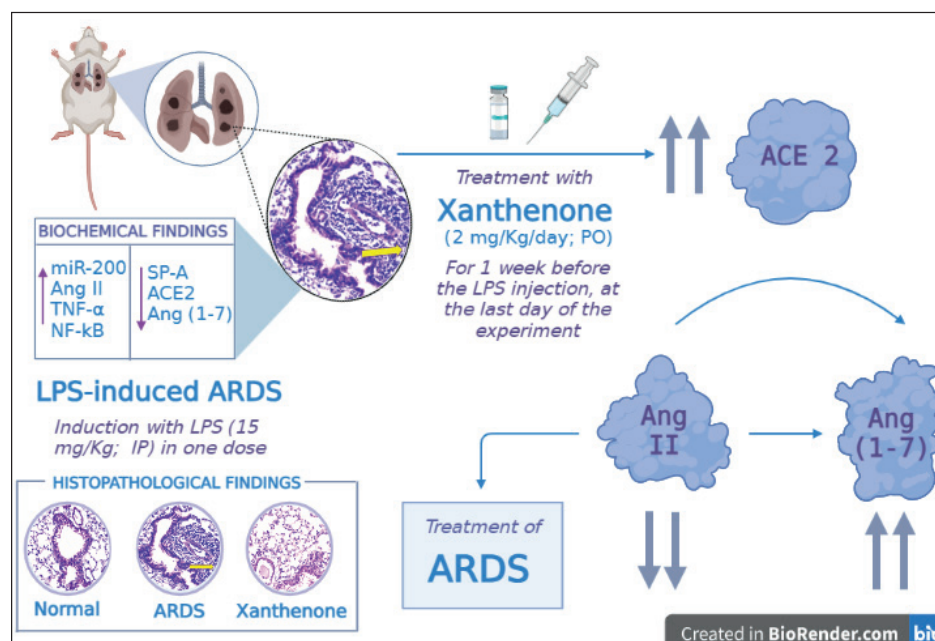 Treatment with
Xanthenone
(2 mg/Kg/day; PO)
For 1 week before
the LPS injection, at
the last day of the
experiment
ACE 2
BIOCHEMICAL FINDINGS
miR-200
Ang II
TNF-α
NF-kB
SP-A
ACE2
Ang (1-7)
LPS-induced ARDS
Induction with LPS (15
mg/Kg; IP) in one dose
HISTOPATHOLOGICAL FINDINGS
Normal
ARDS
Xanthenone
Ang
II
Ang
(1-7)
Treatment of
ARDS
Created in BioRender.com